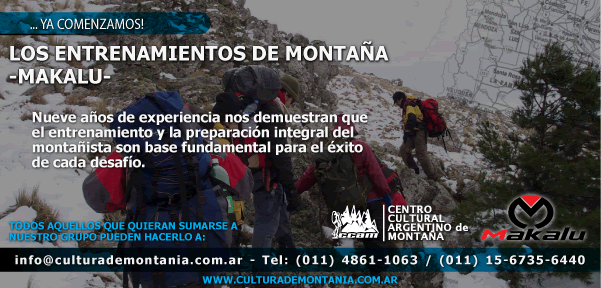 ... YA COMENZAMOS!
LOS ENTRENAMIENTOS DE MONTAÑA
-MAKALU-
Nueve años de experiencia nos demuestran que
el entrenamiento y la preparación integral del
montañista son base fundamental para el éxito
de cada desafío.
TODOS AQUELLOS QUE QUIERAN SUMARSE A
NUESTRO GRUPO PUEDEN HACERLO A:
ccam
CENTRO
CULTURAL
ARGENTINO de
MONTAÑA
Makalu
info@culturademontania.com.ar - Tel: (011) 4861-1063 / (011) 15-6735-6440
WWW.CULTURADEMONTANIA.COM.AR